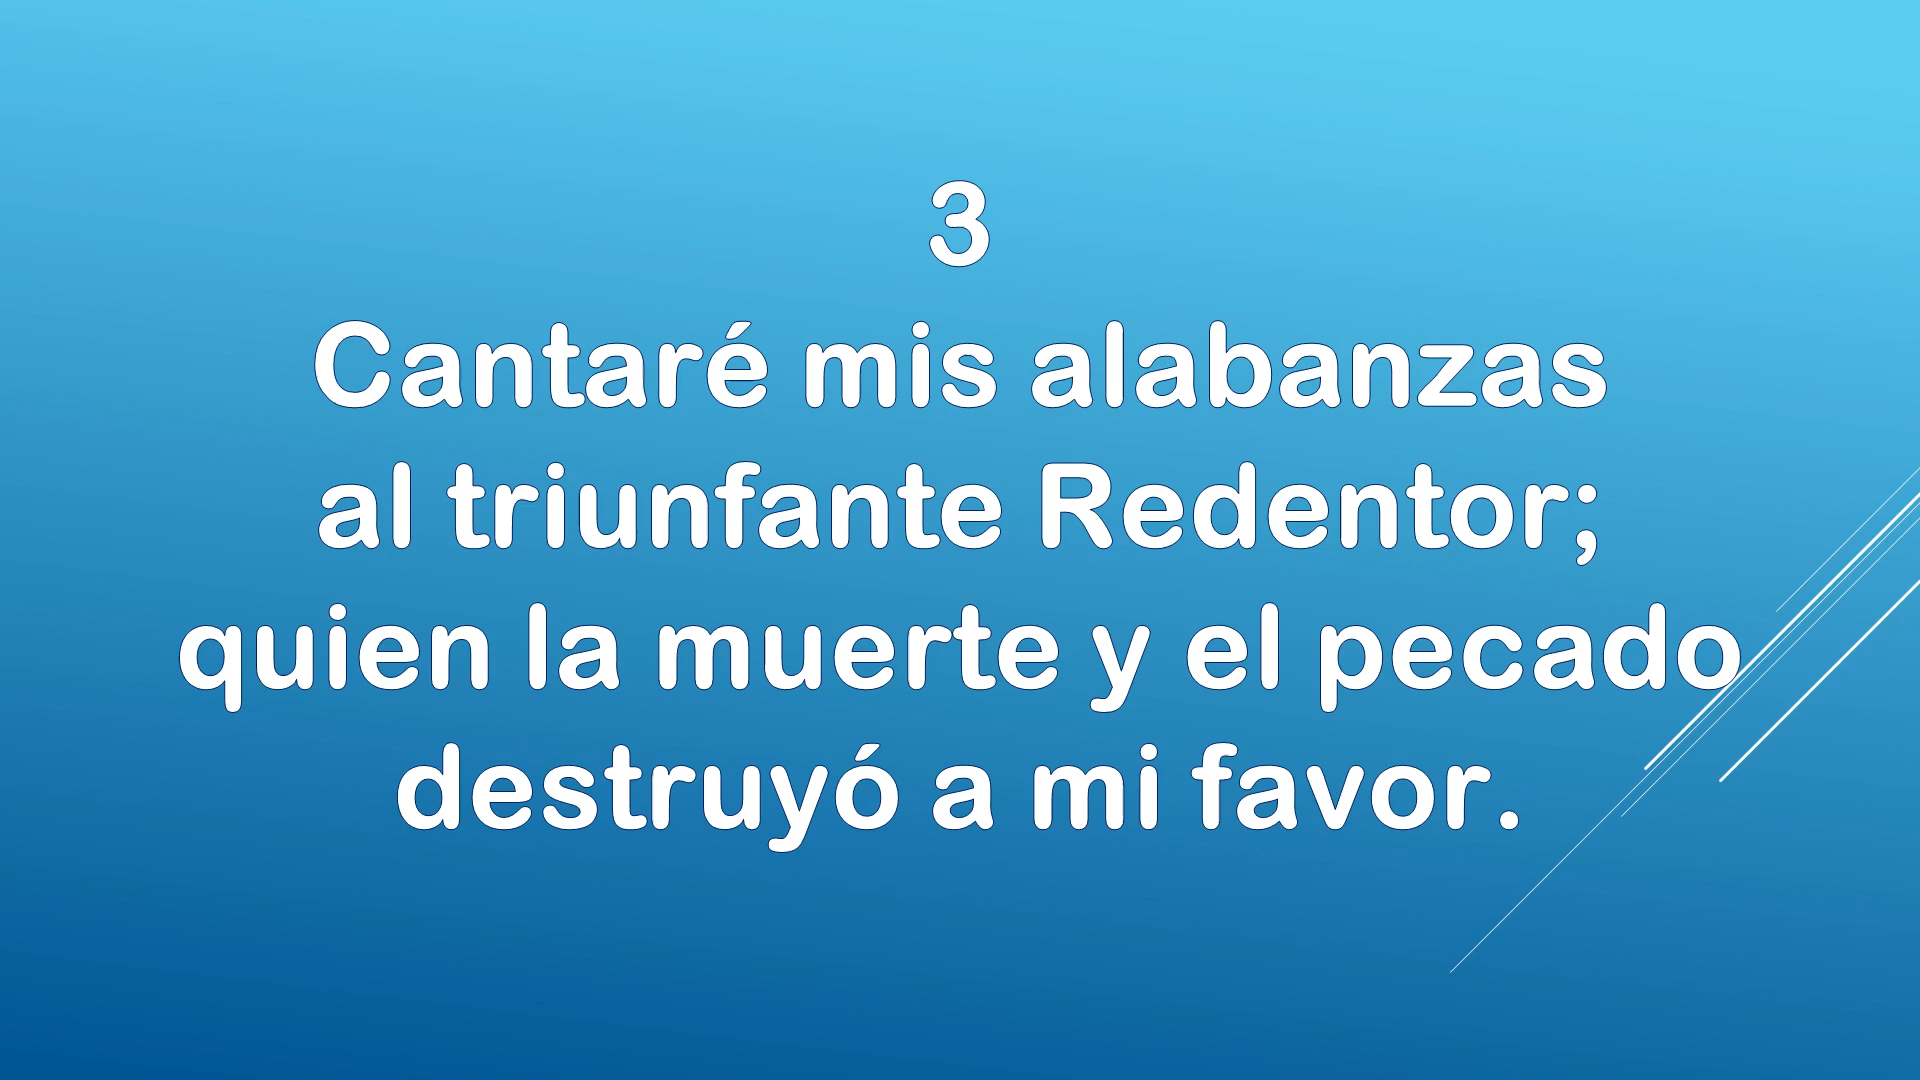 3
Cantaré mis alabanzas
al triunfante Redentor;
quien la muerte y el pecado
destruyó a mi favor.